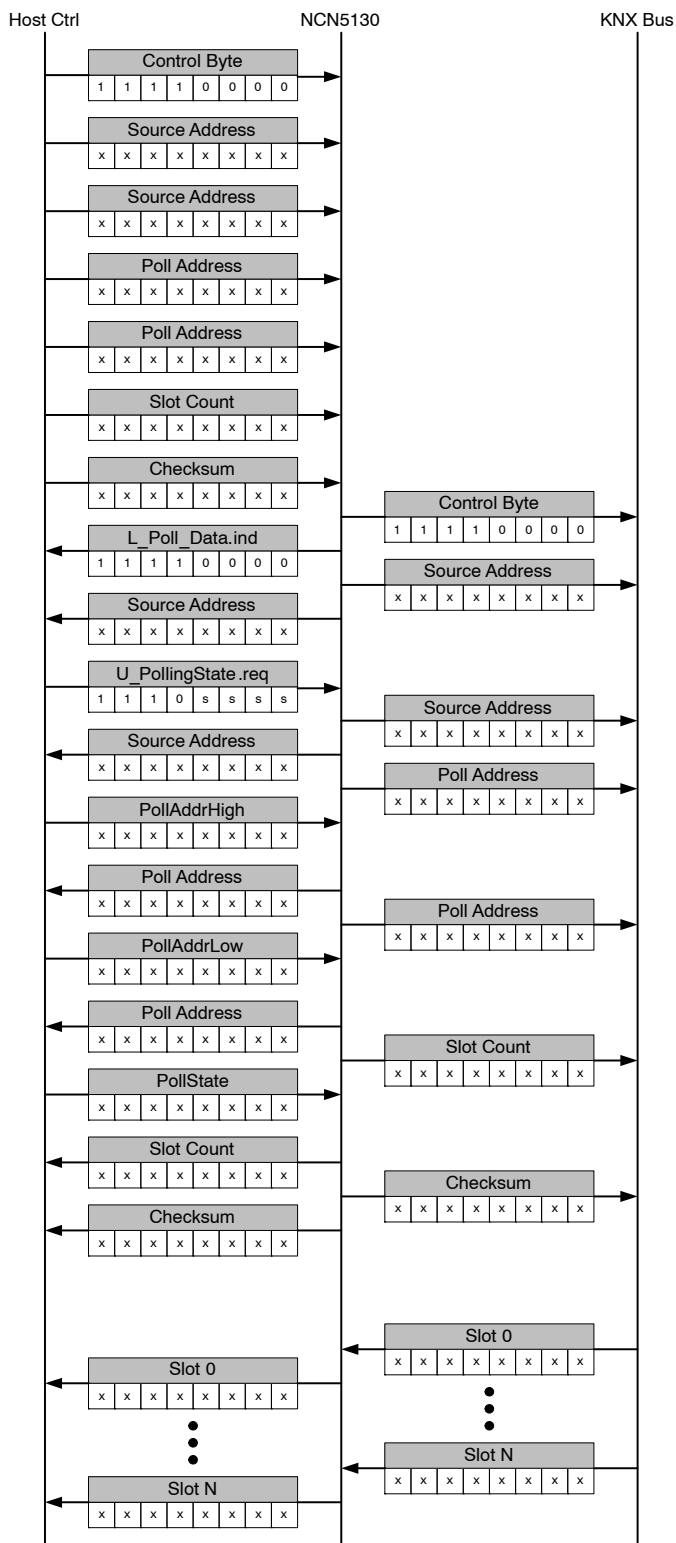 Host Ctrl NCN5130 KNX Bus
Control Byte
1 1 1 1 0 0 0 0
Source Address
x x x x x x x x
Source Address
x x x x x x x x
Poll Address
x x x x x x x x
Poll Address
x x x x x x x x
Slot Count
x x x x x x x x
Checksum
x x x x x x x x
Control Byte
1 1 1 1 0 0 0 0
L_Poll_Data.ind
1 1 1 1 0 0 0 0
Source Address
x x x x x x x x
Source Address
x x x x x x x x
U_PollingState.req
1 1 1 0 s s s s
Source Address
x x x x x x x x
Source Address
x x x x x x x x
Poll Address
x x x x x x x x
PollAddrHigh
x x x x x x x x
Poll Address
x x x x x x x x
Poll Address
x x x x x x x x
PollAddrLow
x x x x x x x x
Poll Address
x x x x x x x x
Slot Count
x x x x x x x x
PollState
x x x x x x x x
Slot Count
x x x x x x x x
Checksum
x x x x x x x x
Checksum
x x x x x x x x
Slot 0
x x x x x x x x
Slot 0
x x x x x x x x
Slot N
x x x x x x x x
Slot N
x x x x x x x x